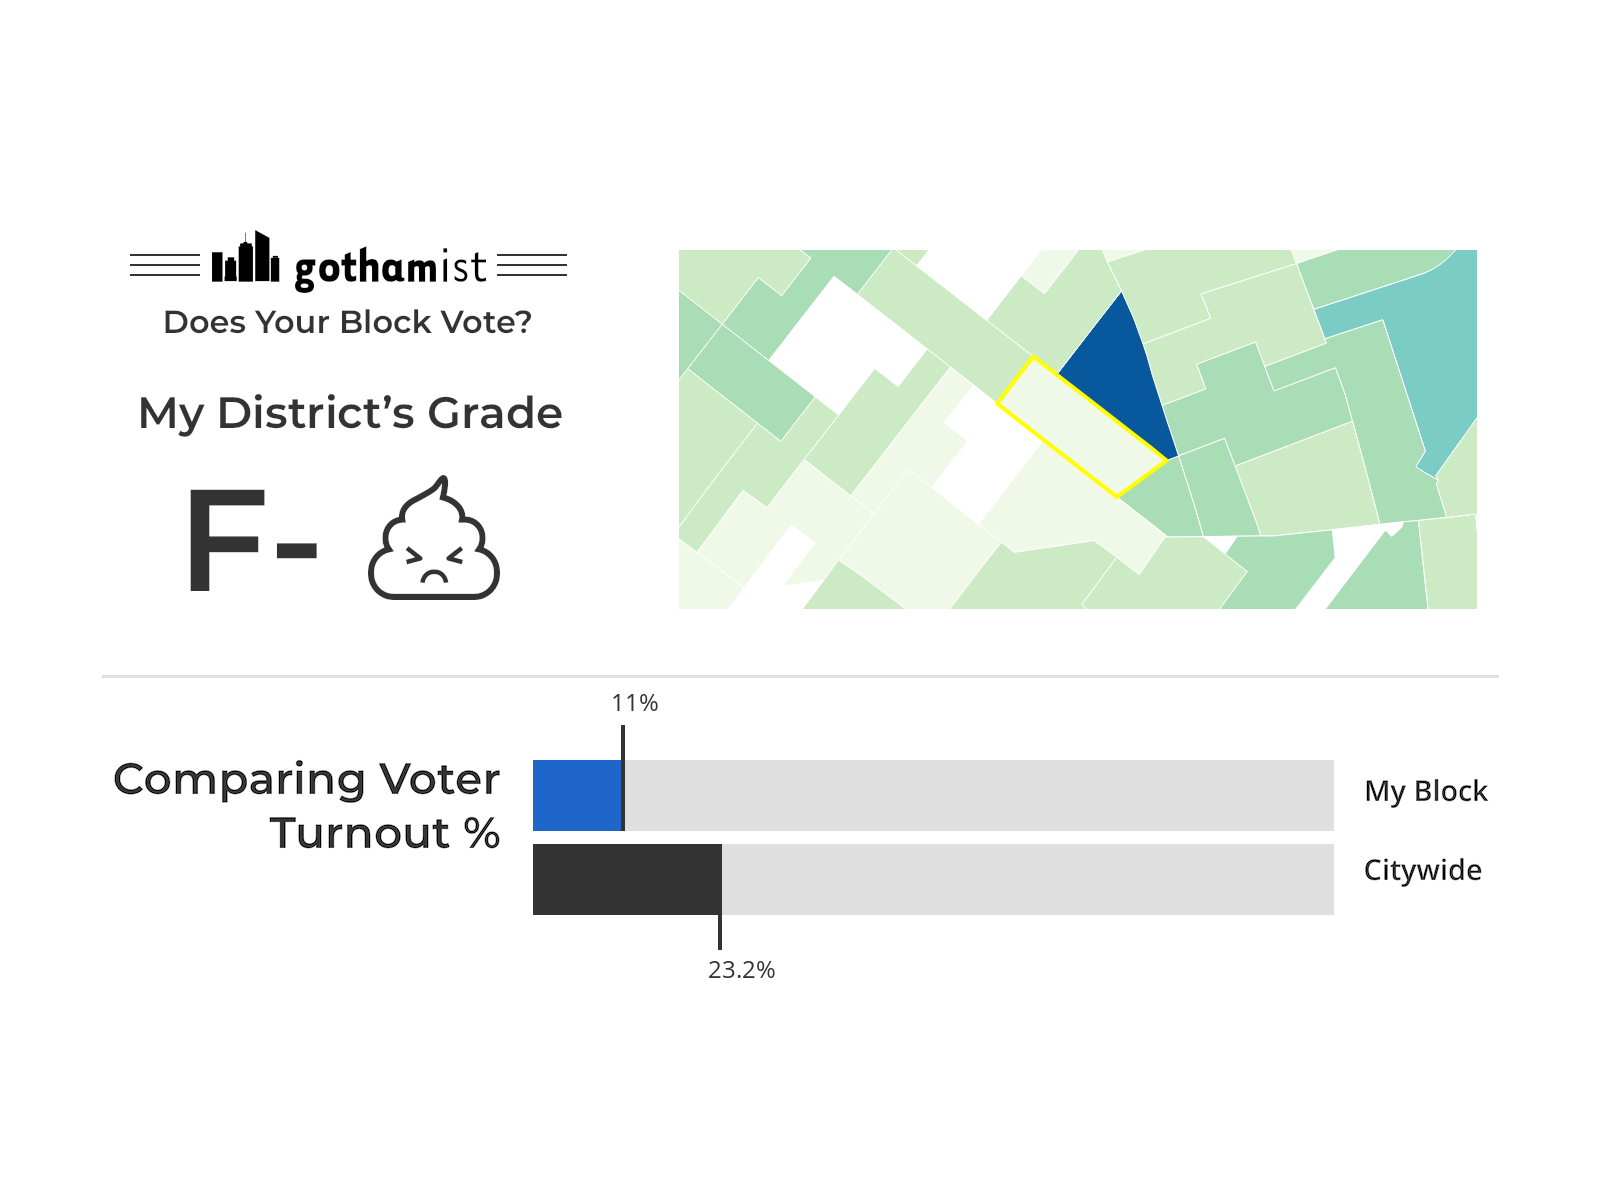 gothamist
Does Your Block Vote?
My District’s Grade
F-
11%
Comparing Voter
Turnout %
My Block
Citywide
23.2%